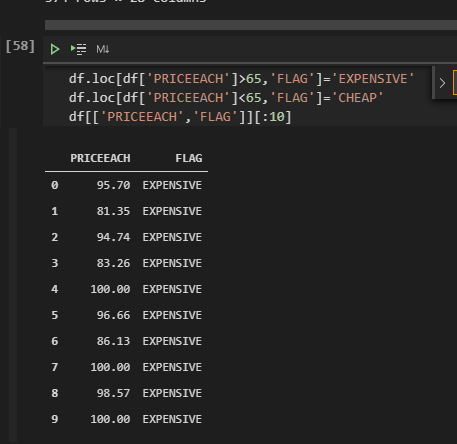 [58]
M↓
df.loc[df['PRICEEACH']>65,'FLAG']='EXPENSIVE'
df.loc[df['PRICEEACH']<65,'FLAG']='CHEAP'
df[['PRICEEACH','FLAG']][:10]
PRICEEACH FLAG
0 95.70 EXPENSIVE
1 81.35 EXPENSIVE
2 94.74 EXPENSIVE
3 83.26 EXPENSIVE
4 100.00 EXPENSIVE
5 96.66 EXPENSIVE
6 86.13 EXPENSIVE
7 100.00 EXPENSIVE
8 98.57 EXPENSIVE
9 100.00 EXPENSIVE